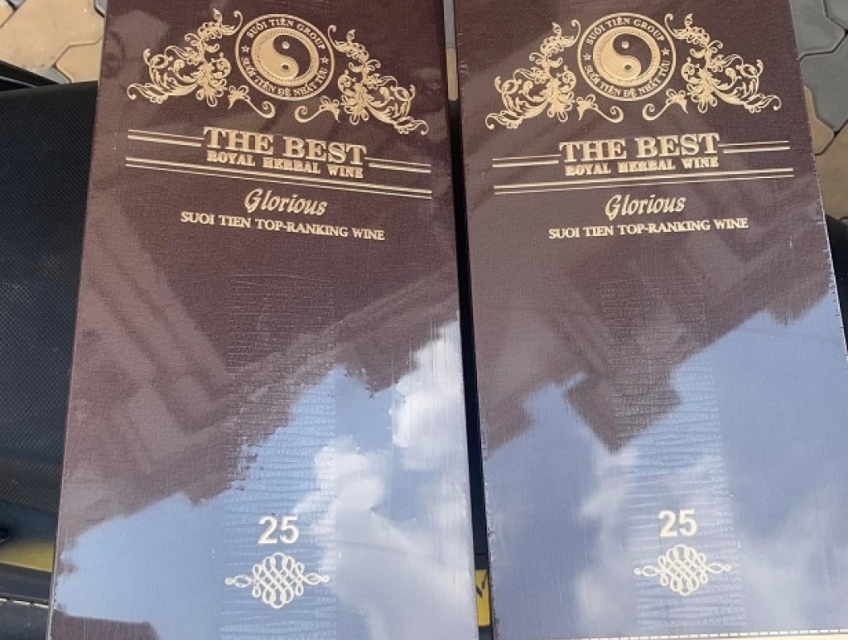 SUỐI TIÊN GROUP
SUỐI TIÊN ĐỆ NHẤT TỬU
THE BEST
ROYAL HERBAL WINE
Glorious
SUOI TIEN TOP-RANKING WINE
25
SUỐI TIÊN GROUP
SUỐI TIÊN ĐỆ NHẤT TỬU
THE BEST
ROYAL HERBAL WINE
Glorious
SUOI TIEN TOP-RANKING WINE
25